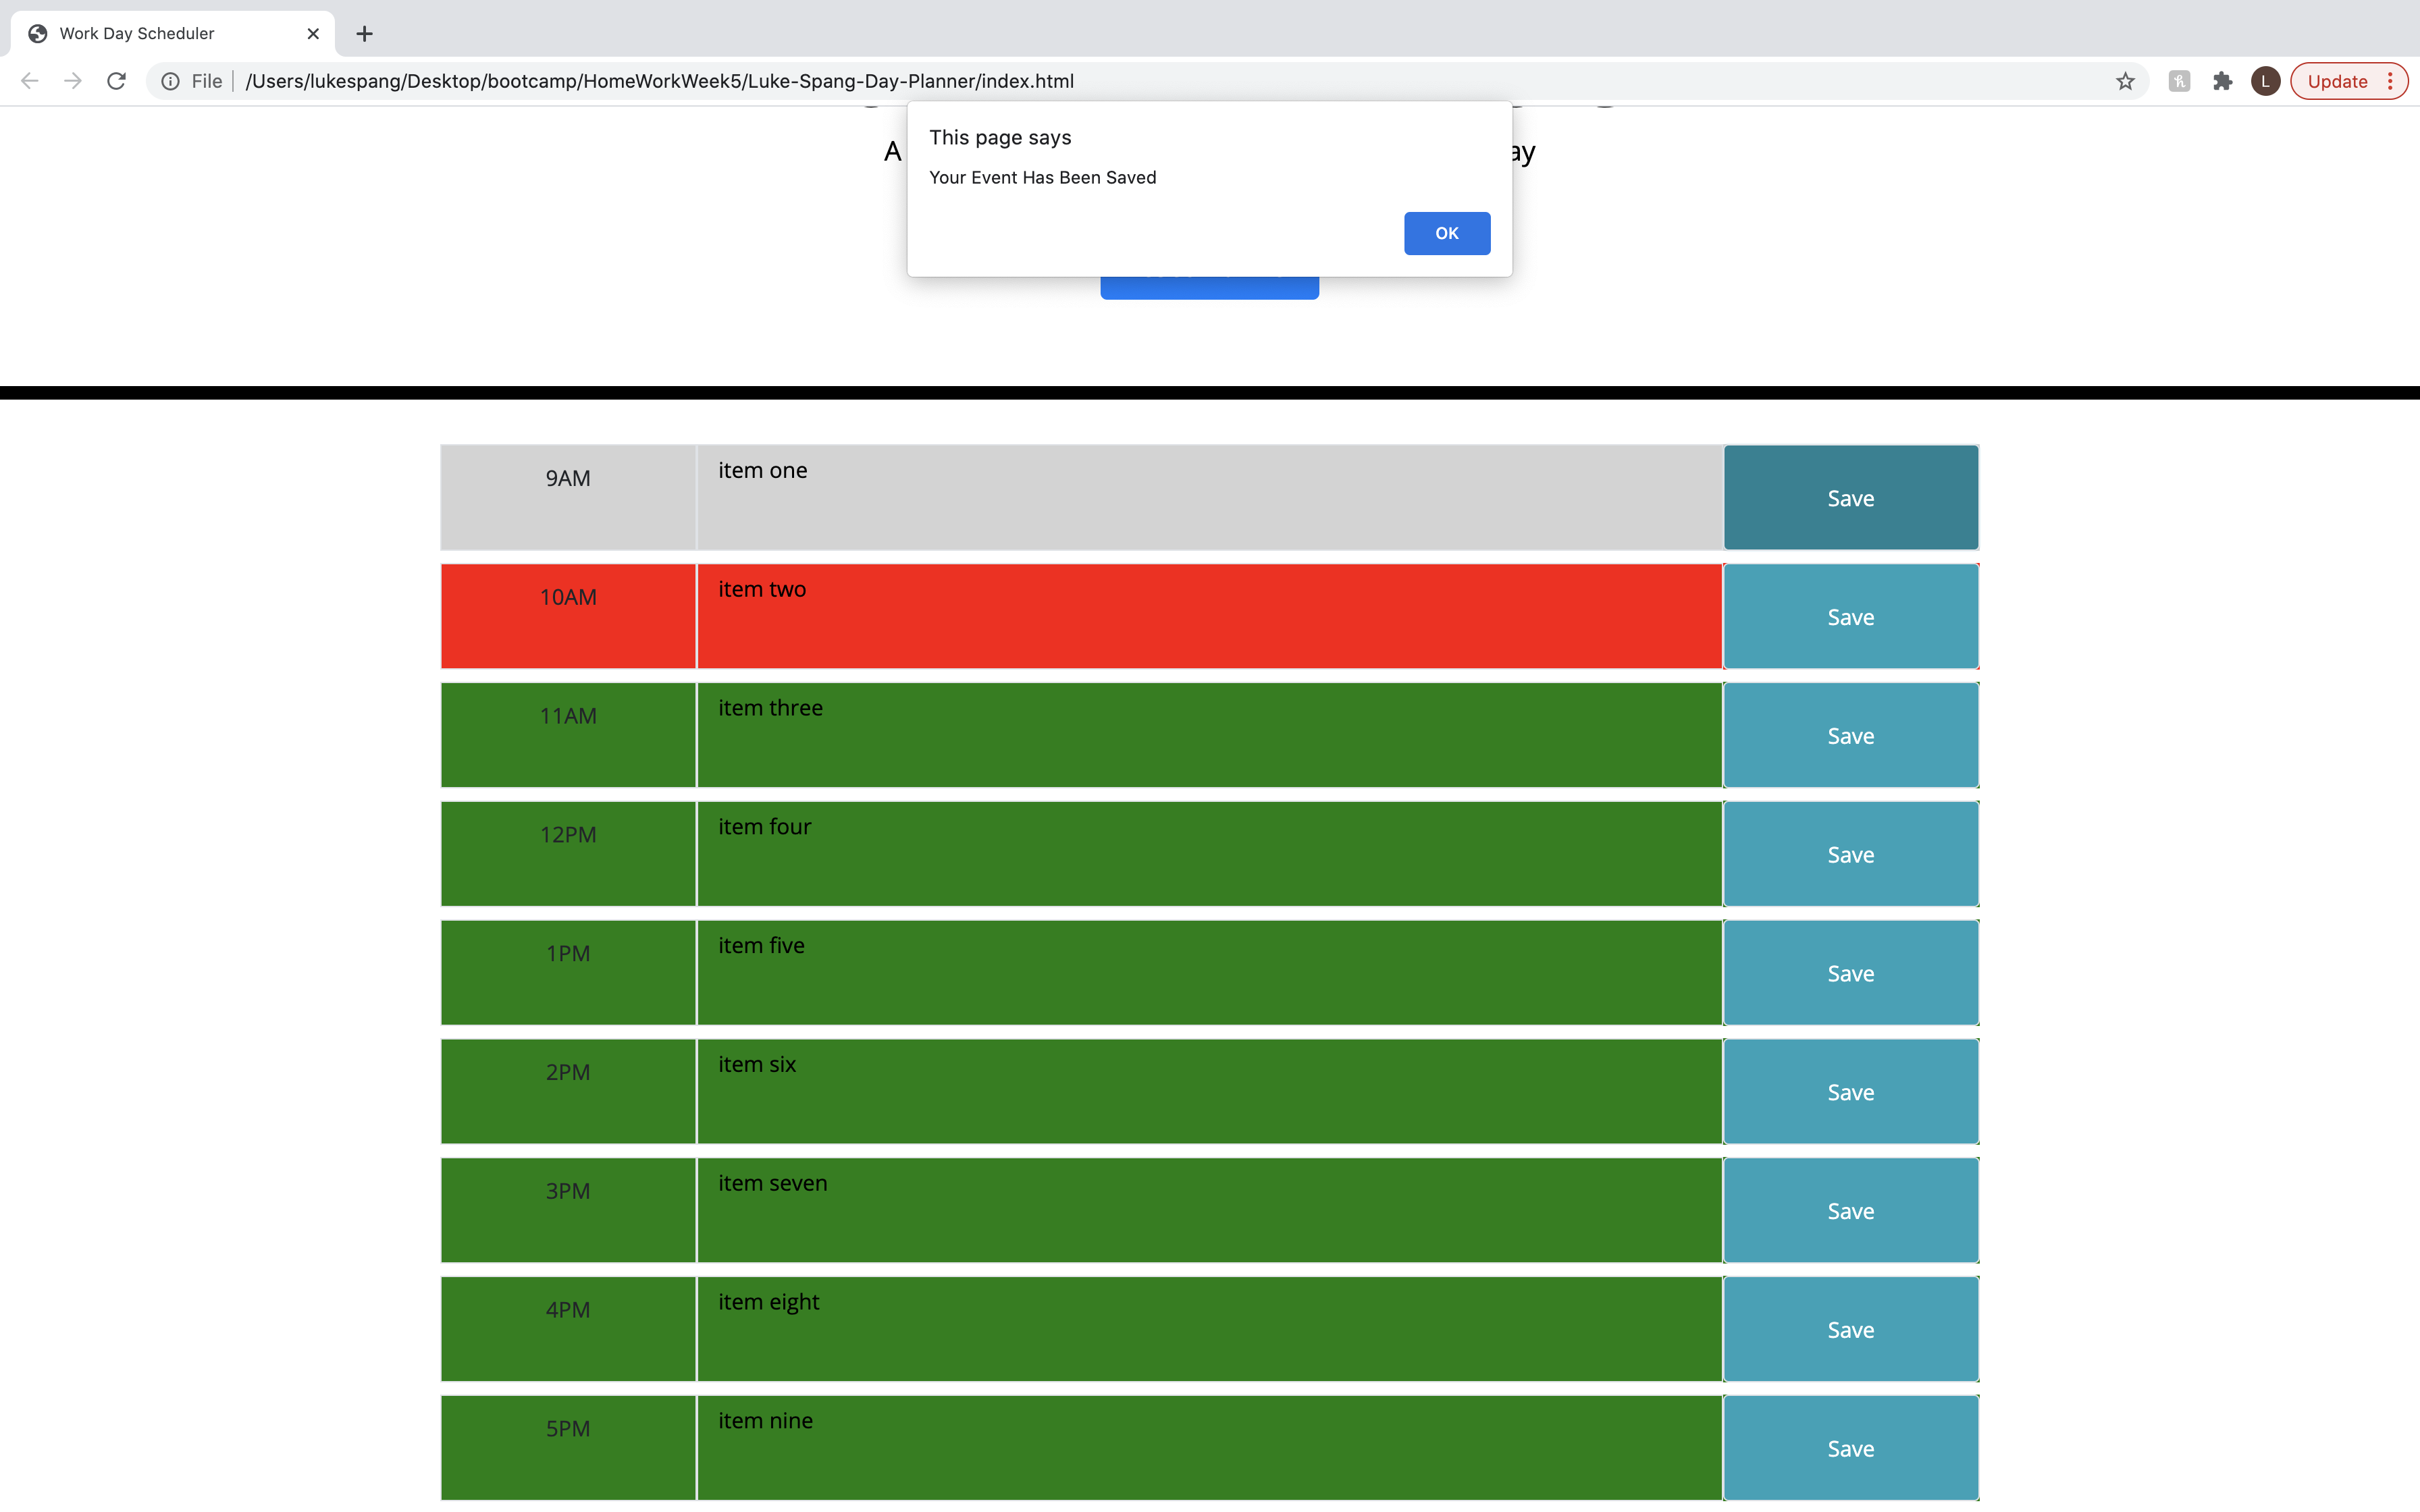 Work Day Scheduler
File /Users/lukespang/Desktop/bootcamp/HomeWorkWeek5/Luke-Spang-Day-Planner/index.html
L
Update
This page says
A
Your Event Has Been Saved
OK
9AM item one Save
10AM item two Save
11AM item three Save
12PM item four Save
1PM item five Save
2PM item six Save
3PM item seven Save
4PM item eight Save
5PM item nine Save